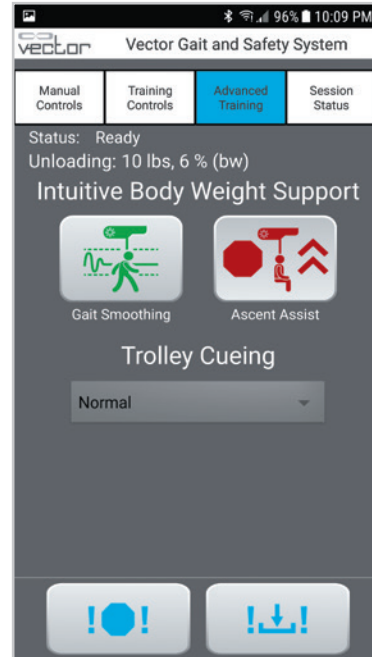 96% 10:09 PM
vector Vector Gait and Safety System
Manual Controls
Training Controls
Advanced Training
Session Status
Status: Ready
Unloading: 10 lbs, 6 % (bw)
Intuitive Body Weight Support
Gait Smoothing Ascent Assist
Trolley Cueing
Normal
! !
! !